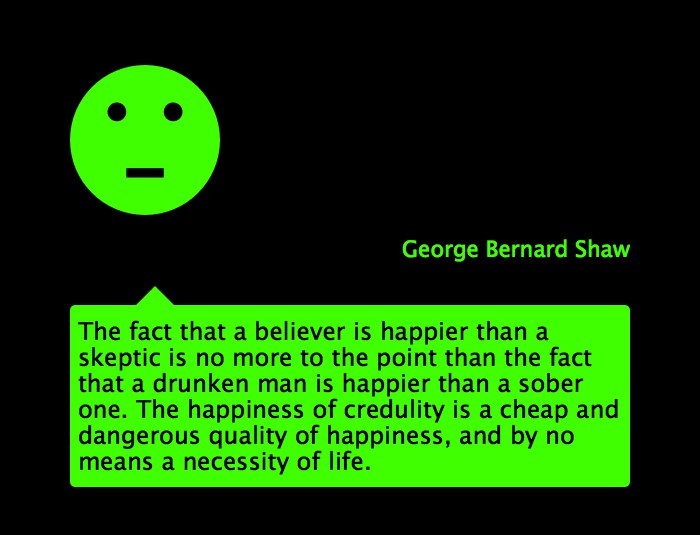 George Bernard Shaw
The fact that a believer is happier than a
skeptic is no more to the point than the fact
that a drunken man is happier than a sober
one. The happiness of credulity is a cheap and
dangerous quality of happiness, and by no
means a necessity of life.